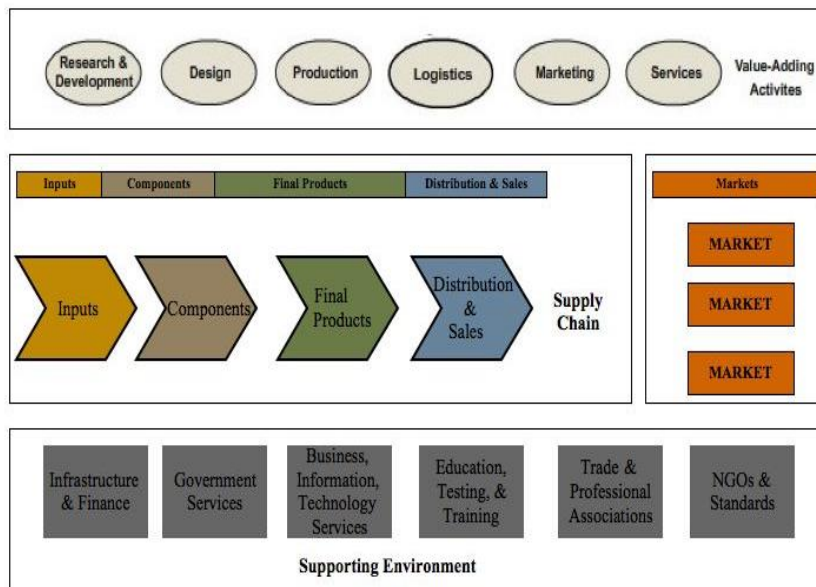 Research &
Development
Design
Production
Logistics
Marketing
Services
Value-Adding
Activites
Inputs
Components
Final Products
Distribution & Sales
Markets
Inputs
Components
Final
Products
Distribution
&
Sales
Supply
Chain
MARKET
MARKET
MARKET
Infrastructure
& Finance
Government
Services
Business,
Information,
Technology
Services
Education,
Testing, &
Training
Trade &
Professional
Associations
NGOs &
Standards
Supporting Environment